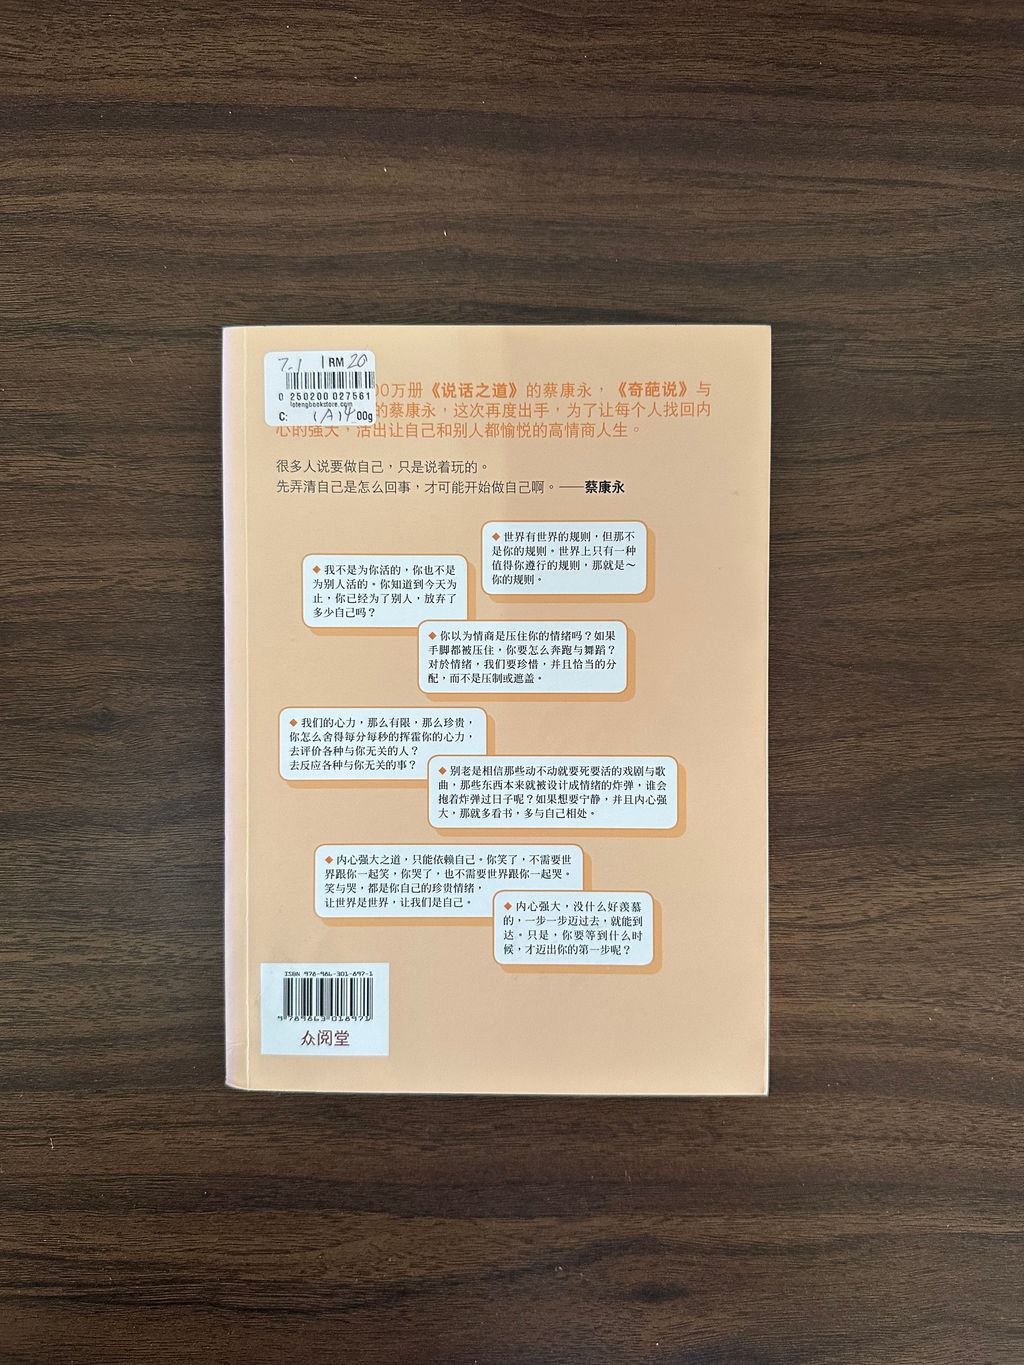 7-1 RM 20
0 250200 027561
lotengbookstore.com
C: (A)4 00g
00万册《说话之道》的蔡康永，《奇葩说》与
的蔡康永，这次再度出手，为了让每个人找回内
心的强大，活出让自己和别人都愉悦的高情商人生。
很多人说要做自己，只是说着玩的。
先弄清自己是怎么回事，才可能开始做自己啊。——蔡康永
◆ 世界有世界的规则，但那不
是你的规则。世界上只有一种
值得你遵行的规则，那就是～
你的规则。
◆ 我不是为你活的，你也不是
为别人活的。你知道到今天为
止，你已经为了别人，放弃了
多少自己吗？
◆ 你以为情商是压住你的情绪吗？如果
手脚都被压住，你要怎么奔跑与舞蹈？
对於情绪，我们要珍惜，并且恰当的分
配，而不是压制或遮盖。
◆ 我们的心力，那么有限，那么珍贵，
你怎么舍得每分每秒的挥霍你的心力，
去评价各种与你无关的人？
去反应各种与你无关的事？
◆ 别老是相信那些动不动就要死要活的戏剧与歌
曲，那些东西本来就被设计成情绪的炸弹，谁会
抱着炸弹过日子呢？如果想要宁静，并且内心强
大，那就多看书，多与自己相处。
◆ 内心强大之道，只能依赖自己。你笑了，不需要世
界跟你一起笑，你哭了，也不需要世界跟你一起哭。
笑与哭，都是你自己的珍贵情绪，
让世界是世界，让我们是自己。
◆ 内心强大，没什么好羡慕
的，一步一步迈过去，就能到
达。只是，你要等到什么时
候，才迈出你的第一步呢？
ISBN 978-986-301-897-1
9 789863 018971
众阅堂